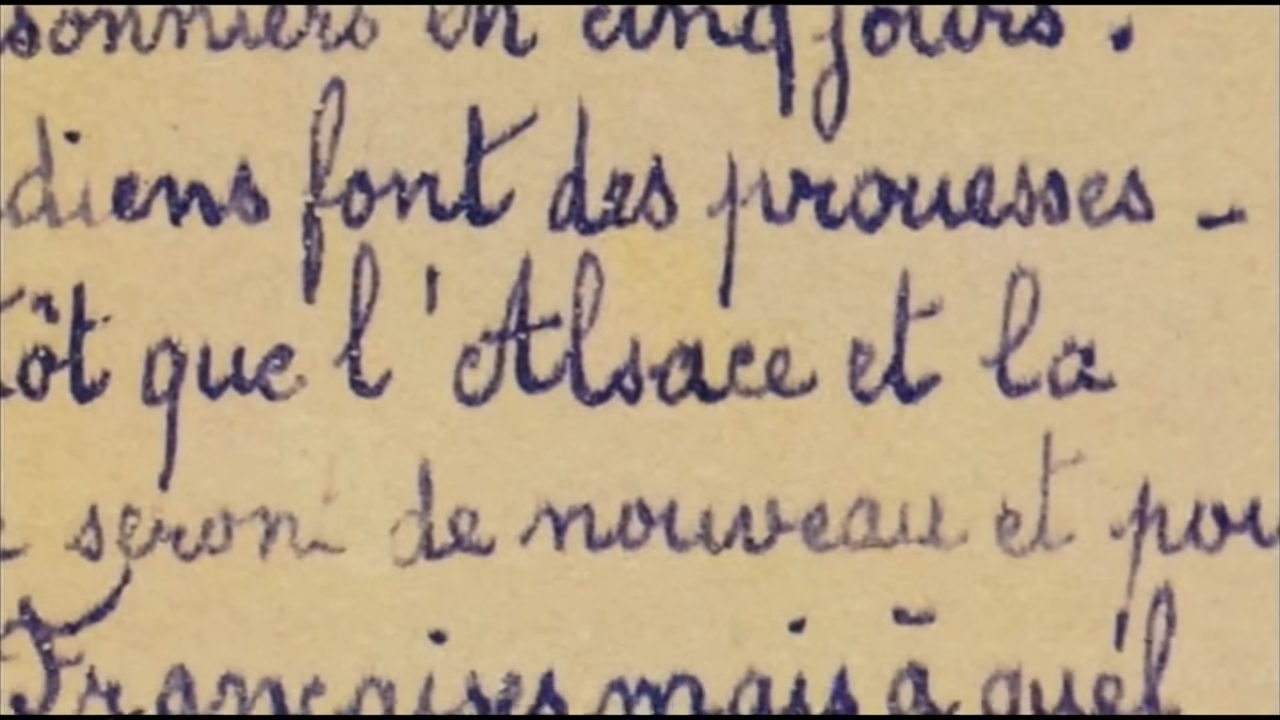 sonniers en cinq jours.
diens font des prouesses -
tôt que l'Alsace et la
seront de nouveau et pou
Françaises mais à quel